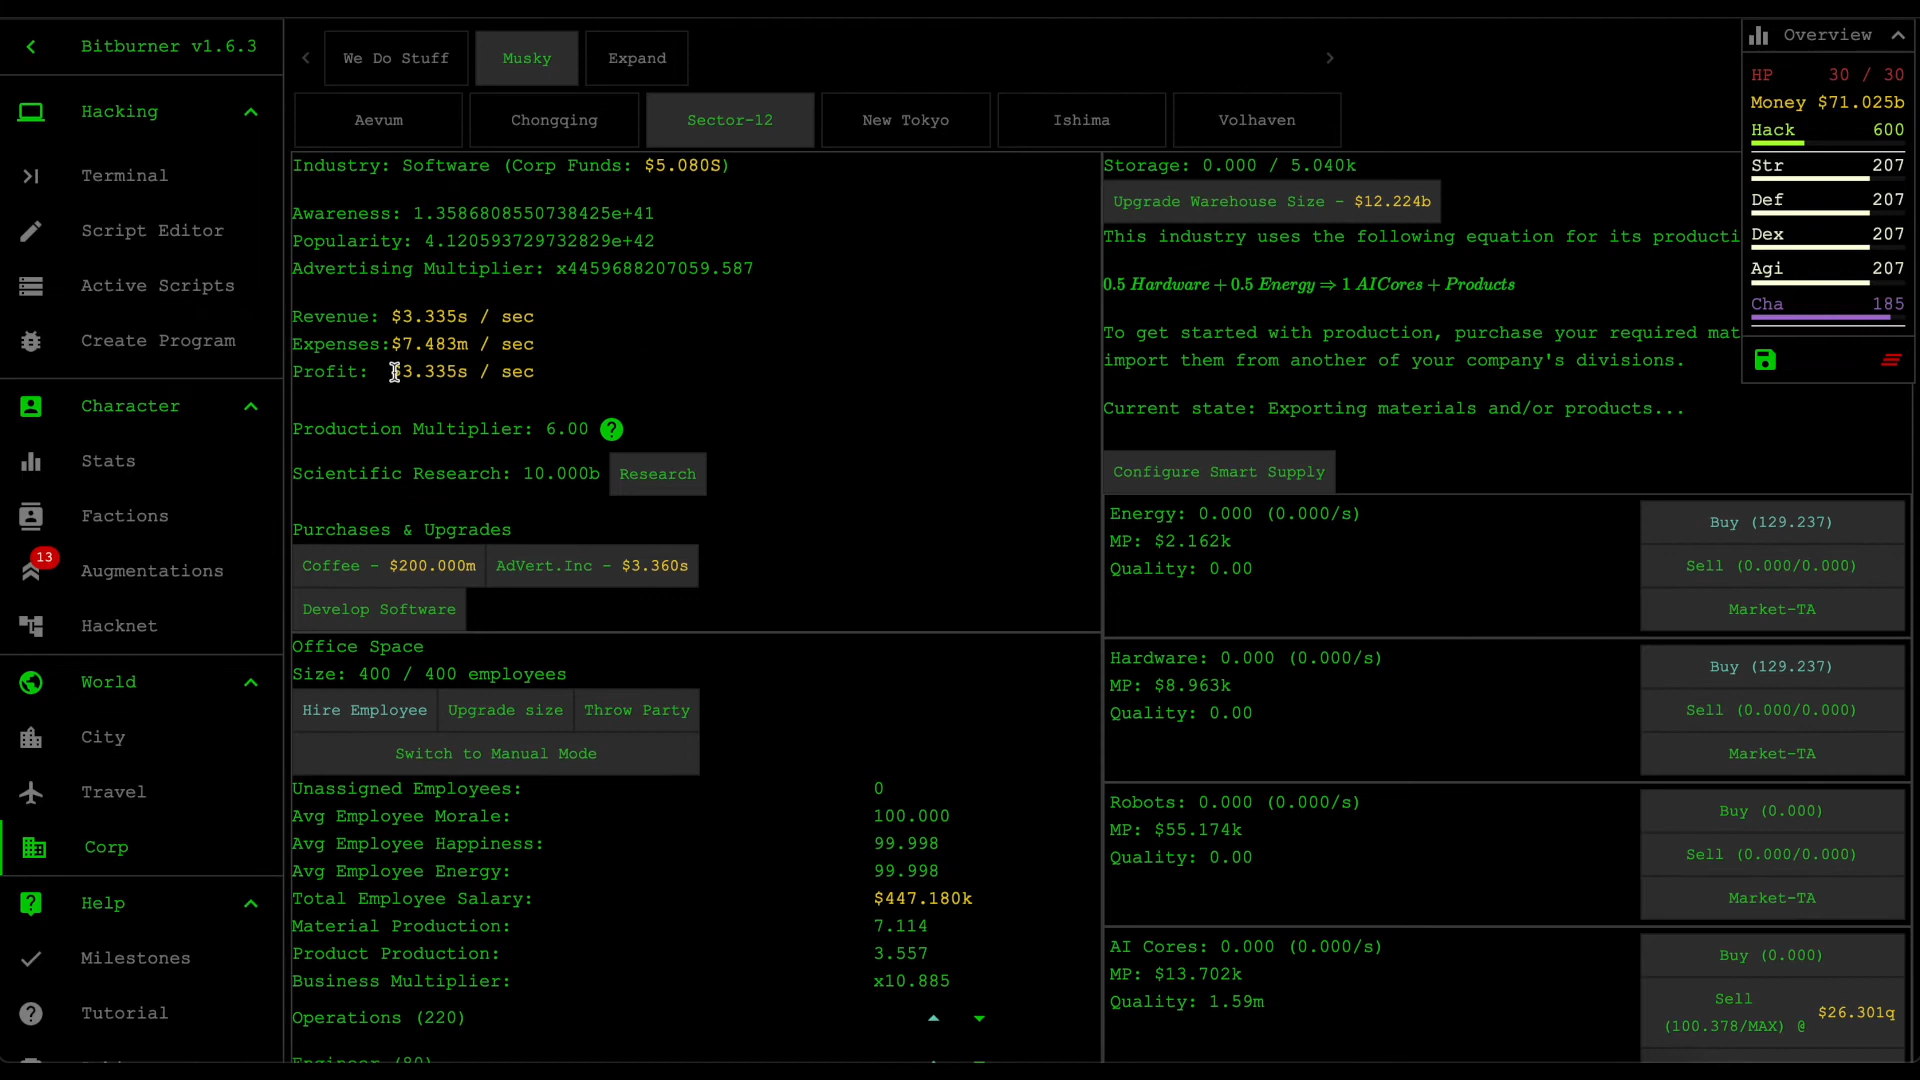 Bitburner v1.6.3
Hacking
Terminal
Script Editor
Active Scripts
Create Program
Character
Stats
Factions
13
Augmentations
Hacknet
World
City
Travel
Corp
Help
Milestones
Tutorial
We Do Stuff
Musky
Expand
Aevum
Chongqing
Sector-12
New Tokyo
Ishima
Volhaven
Industry: Software (Corp Funds: $5.080S)
Awareness: 1.3586808550738425e+41
Popularity: 4.120593729732829e+42
Advertising Multiplier: x4459688207059.587
Revenue: $3.335s / sec
Expenses:$7.483m / sec
Profit: $3.335s / sec
Production Multiplier: 6.00 ?
Scientific Research: 10.000b Research
Purchases & Upgrades
Coffee - $200.000m AdVert.Inc - $3.360s
Develop Software
Office Space
Size: 400 / 400 employees
Hire Employee Upgrade size Throw Party
Switch to Manual Mode
Unassigned Employees: 0
Avg Employee Morale: 100.000
Avg Employee Happiness: 99.998
Avg Employee Energy: 99.998
Total Employee Salary: $447.180k
Material Production: 7.114
Product Production: 3.557
Business Multiplier: x10.885
Operations (220)
Engineer (80)
Storage: 0.000 / 5.040k
Upgrade Warehouse Size - $12.224b
This industry uses the following equation for its producti
0.5 Hardware + 0.5 Energy ⇒ 1 AICores + Products
To get started with production, purchase your required mat
import them from another of your company's divisions.
Current state: Exporting materials and/or products...
Configure Smart Supply
Energy: 0.000 (0.000/s)
MP: $2.162k
Quality: 0.00
Buy (129.237)
Sell (0.000/0.000)
Market-TA
Hardware: 0.000 (0.000/s)
MP: $8.963k
Quality: 0.00
Buy (129.237)
Sell (0.000/0.000)
Market-TA
Robots: 0.000 (0.000/s)
MP: $55.174k
Quality: 0.00
Buy (0.000)
Sell (0.000/0.000)
Market-TA
AI Cores: 0.000 (0.000/s)
MP: $13.702k
Quality: 1.59m
Buy (0.000)
Sell
(100.378/MAX) @ $26.301q
Overview
HP 30 / 30
Money $71.025b
Hack 600
Str 207
Def 207
Dex 207
Agi 207
Cha 185